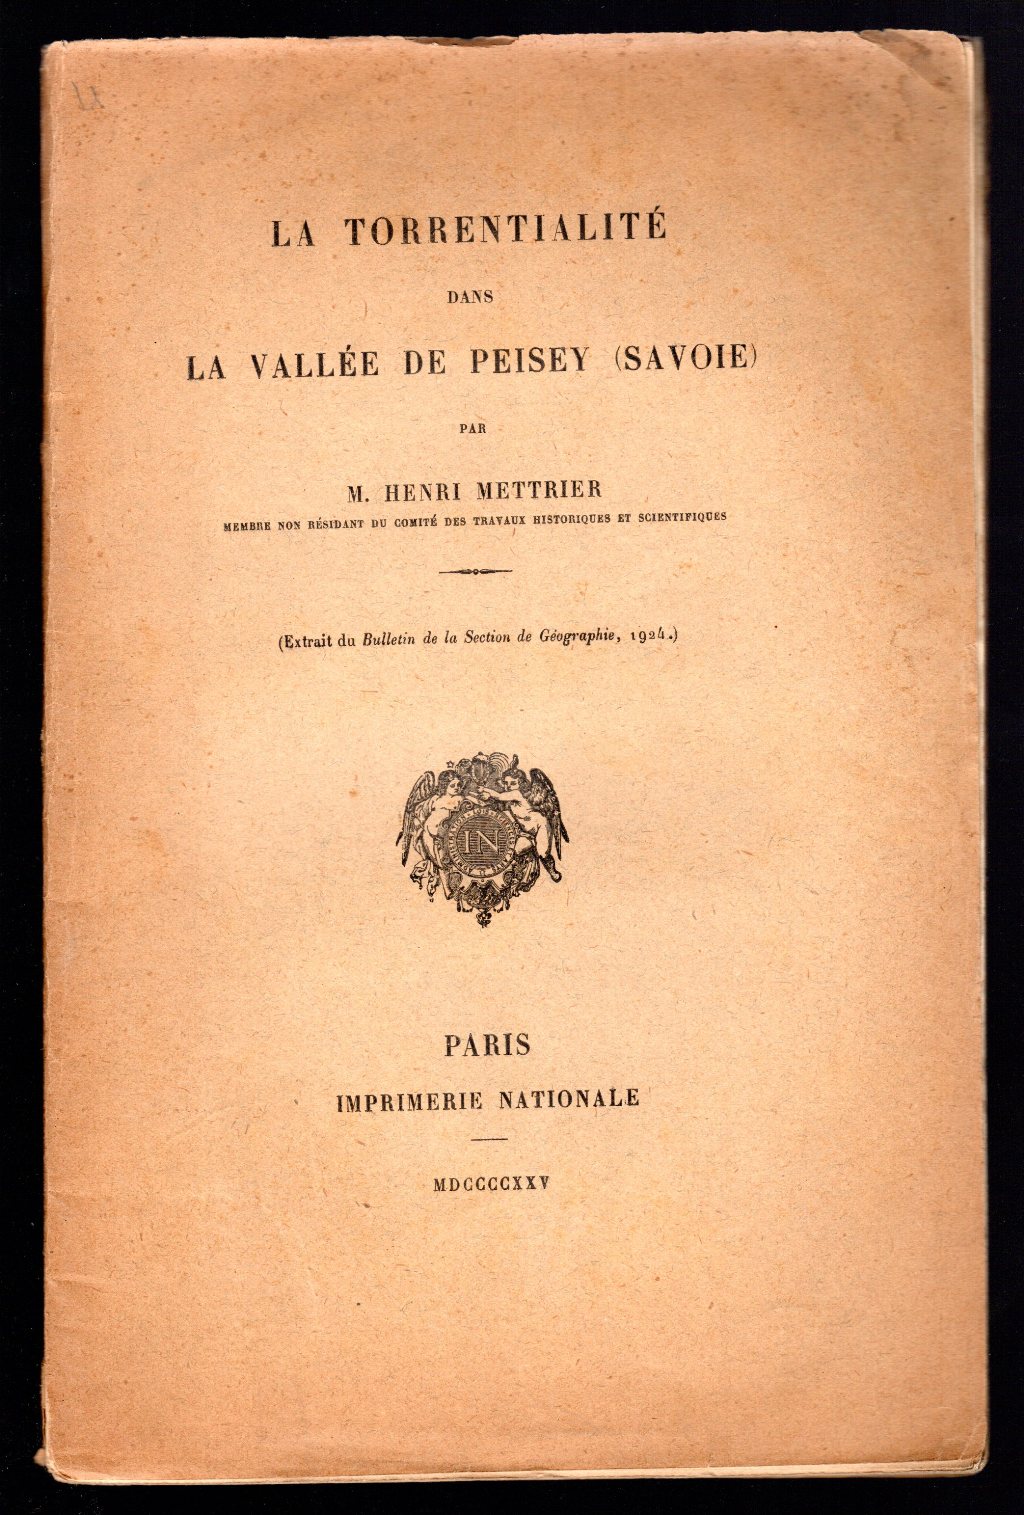 LA TORRENTIALITÉ
DANS
LA VALLÉE DE PEISEY (SAVOIE)
PAR
M. HENRI METTRIER
MEMBRE NON RÉSIDANT DU COMITÉ DES TRAVAUX HISTORIQUES ET SCIENTIFIQUES
(Extrait du Bulletin de la Section de Géographie, 1924.)
IN
PARIS
IMPRIMERIE NATIONALE
MDCCCCXXV